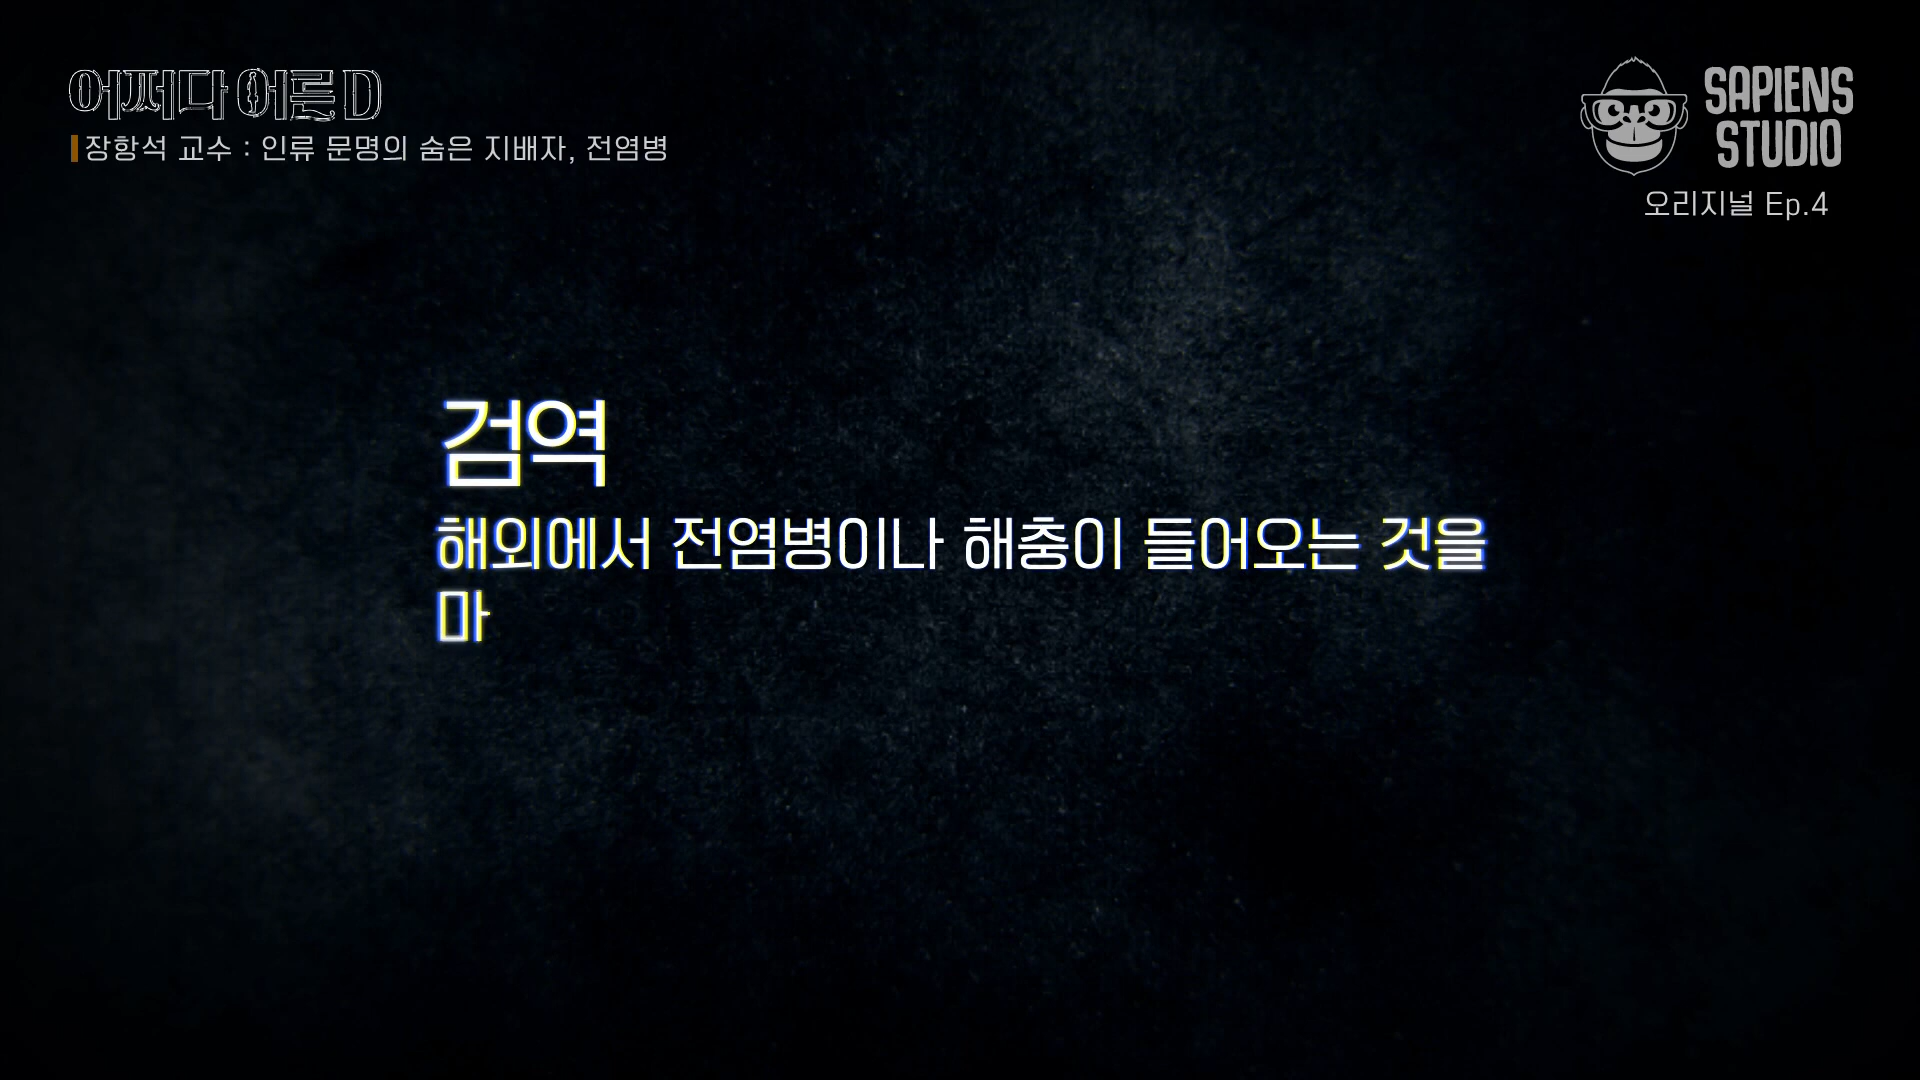 어쩌다 어른 D
장항석 교수 : 인류 문명의 숨은 지배자, 전염병
SAPIENS
STUDIO
오리지널 Ep.4
검역
해외에서 전염병이나 해충이 들어오는 것을
마